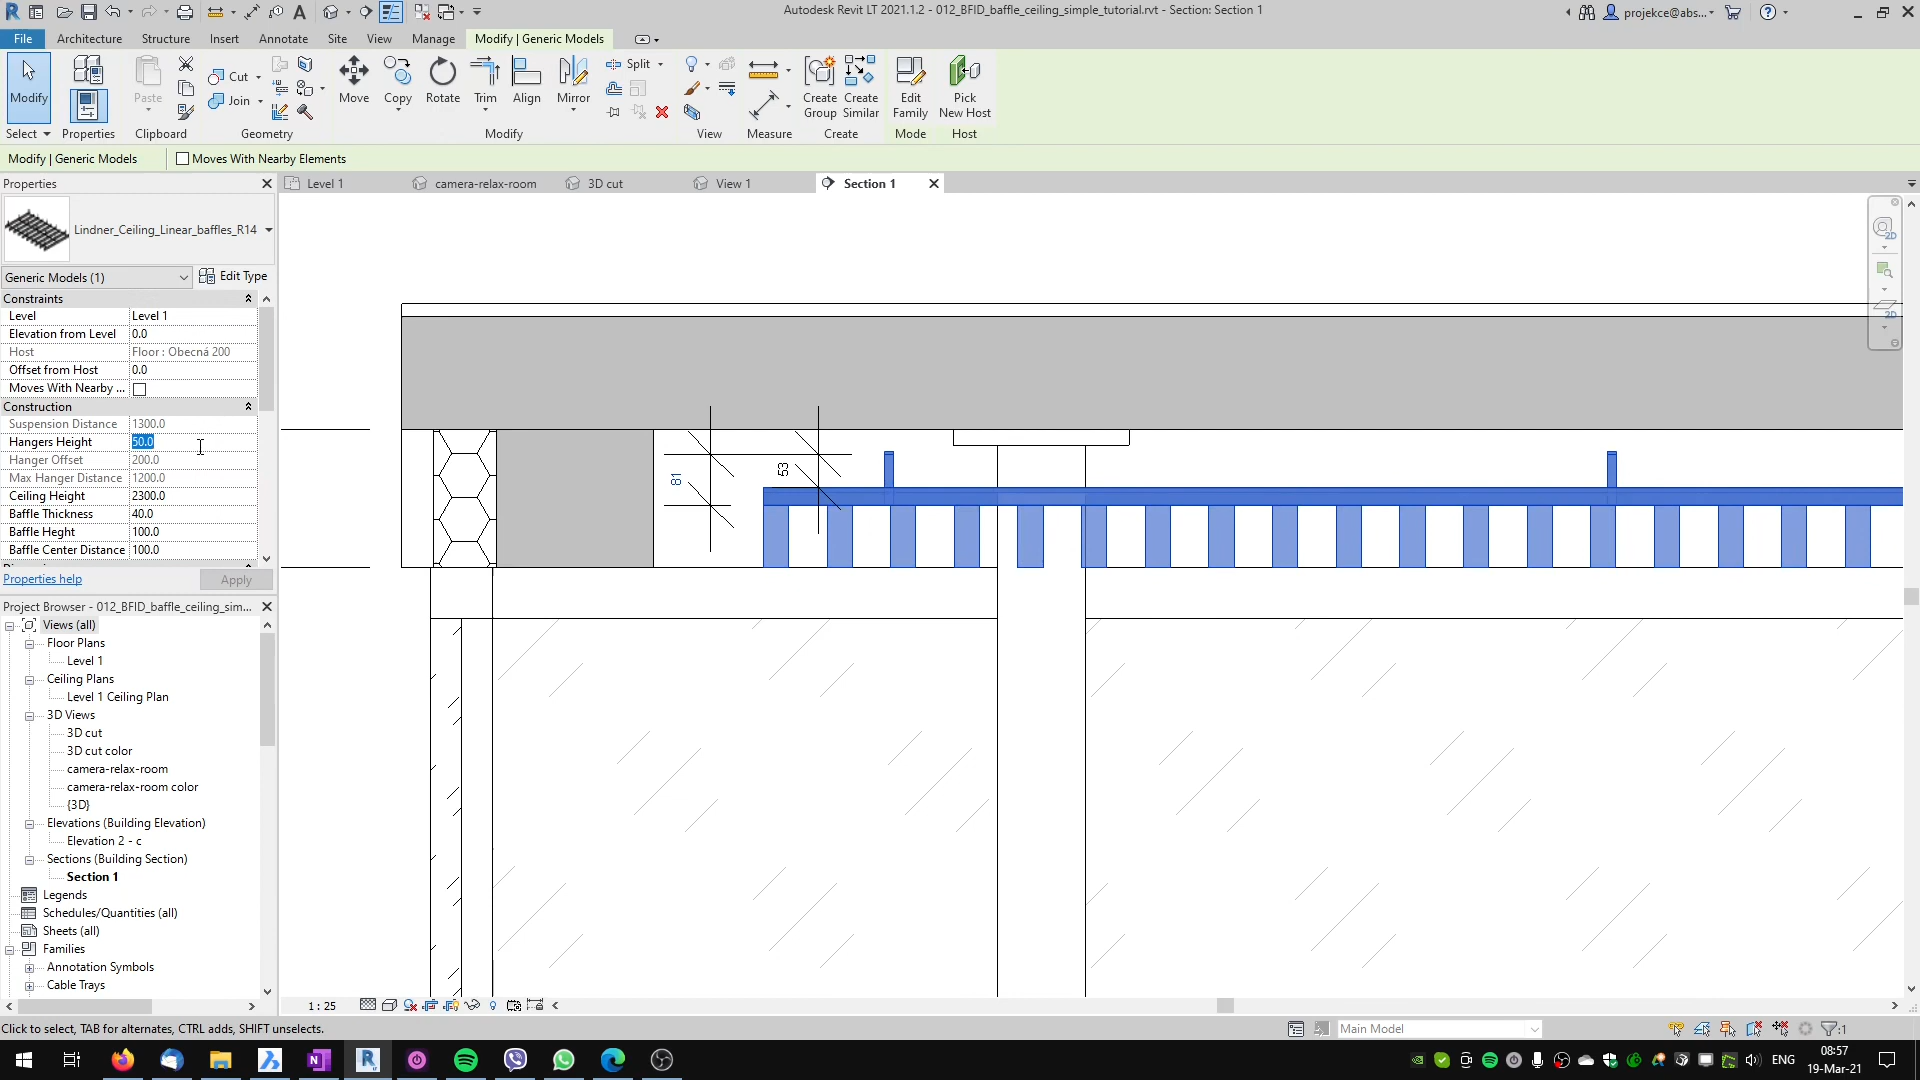 Autodesk Revit LT 2021.1.2 - 012_BFID_baffle_ceiling_simple_tutorial.rvt - Section: Section 1
projekce@abs...
File
Architecture
Structure
Insert
Annotate
Site
View
Manage
Modify | Generic Models
Modify
Paste
Cut
Join
Move
Copy
Rotate
Trim
Align
Mirror
Split
Create Group
Create Similar
Edit Family
Pick New Host
Select
Properties
Clipboard
Geometry
Modify
View
Measure
Create
Mode
Host
Modify | Generic Models
Moves With Nearby Elements
Properties
Level 1
camera-relax-room
3D cut
View 1
Section 1
Lindner_Ceiling_Linear_baffles_R14
Generic Models (1)
Edit Type
Constraints
Level
Level 1
Elevation from Level
0.0
Host
Floor : Obecná 200
Offset from Host
0.0
Moves With Nearby ...
Construction
Suspension Distance
1300.0
Hangers Height
50.0
Hanger Offset
200.0
Max Hanger Distance
1200.0
Ceiling Height
2300.0
Baffle Thickness
40.0
Baffle Heght
100.0
Baffle Center Distance
100.0
Properties help
Apply
81
53
2D
2D
Project Browser - 012_BFID_baffle_ceiling_sim...
Views (all)
Floor Plans
Level 1
Ceiling Plans
Level 1 Ceiling Plan
3D Views
3D cut
3D cut color
camera-relax-room
camera-relax-room color
{3D}
Elevations (Building Elevation)
Elevation 2 - c
Sections (Building Section)
Section 1
Legends
Schedules/Quantities (all)
Sheets (all)
Families
Annotation Symbols
Cable Trays
1 : 25
Click to select, TAB for alternates, CTRL adds, SHIFT unselects.
Main Model
:1
ENG
08:57
19-Mar-21